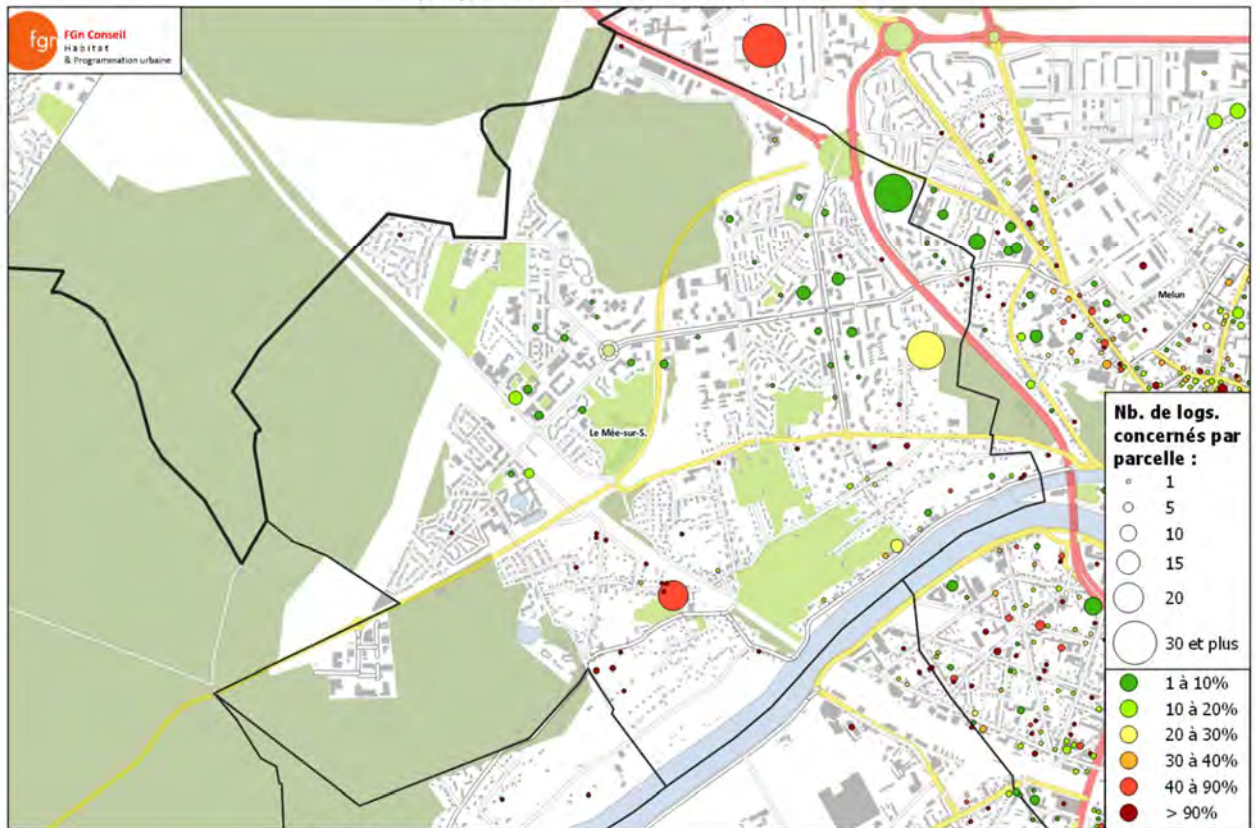 fgn
FGn Conseil
Habitat
& Programmation urbaine
Melun
Le Mée-sur-S.
Nb. de logs.
concernés par
parcelle :
1
5
10
15
20
30 et plus
1 à 10%
10 à 20%
20 à 30%
30 à 40%
40 à 90%
> 90%